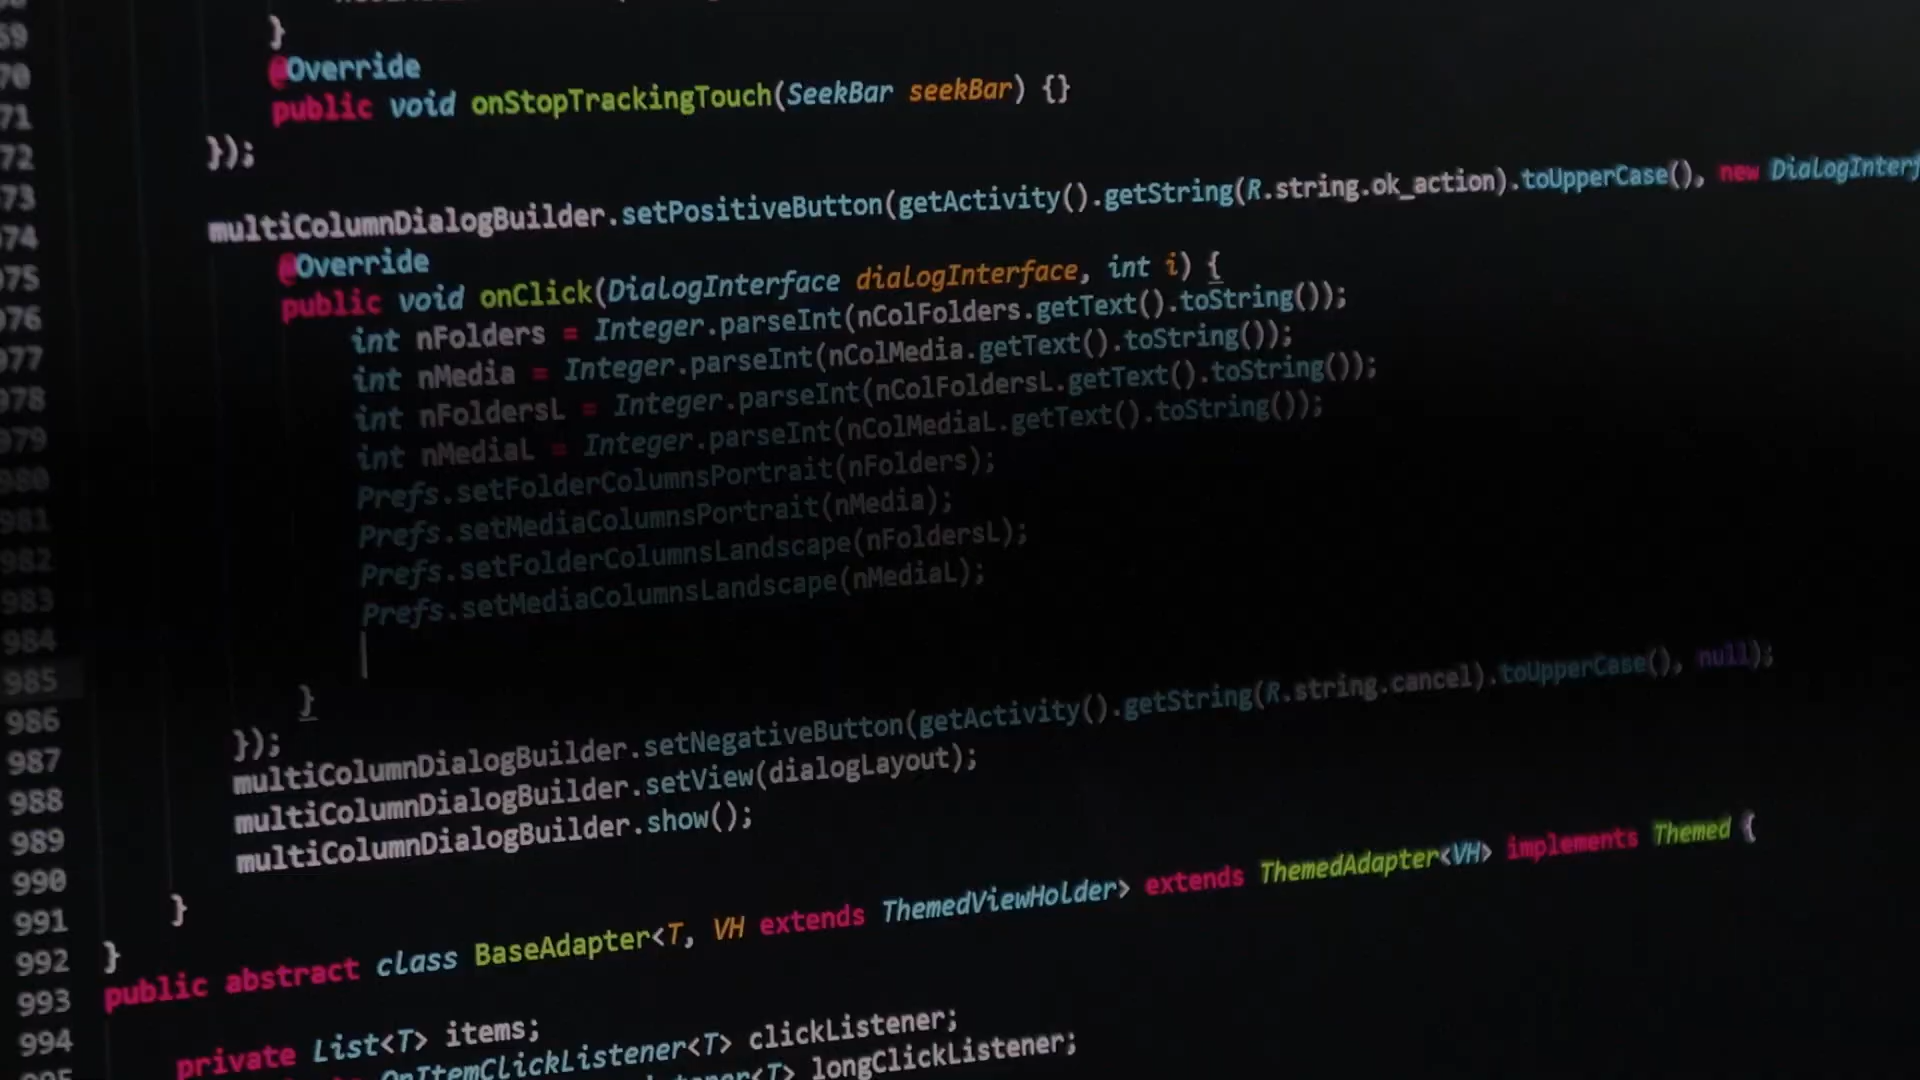 69
}
70
@Override
71
public void onStopTrackingTouch(SeekBar seekBar) {}
72
});
73
974
multiColumnDialogBuilder.setPositiveButton(getActivity().getString(R.string.ok_action).toUpperCase(), new DialogInterf
975
@Override
976
public void onClick(DialogInterface dialogInterface, int i) {
977
int nFolders = Integer.parseInt(nColFolders.getText().toString());
978
int nMedia = Integer.parseInt(nColMedia.getText().toString());
979
int nFoldersL = Integer.parseInt(nColFoldersL.getText().toString());
980
int nMediaL = Integer.parseInt(nColMediaL.getText().toString());
981
Prefs.setFolderColumnsPortrait(nFolders);
982
Prefs.setMediaColumnsPortrait(nMedia);
983
Prefs.setFolderColumnsLandscape(nFoldersL);
984
Prefs.setMediaColumnsLandscape(nMediaL);
985
986
}
987
});
988
multiColumnDialogBuilder.setNegativeButton(getActivity().getString(R.string.cancel).toUpperCase(), null);
989
multiColumnDialogBuilder.setView(dialogLayout);
990
multiColumnDialogBuilder.show();
991
}
992
}
993
public abstract class BaseAdapter<T, VH extends ThemedViewHolder> extends ThemedAdapter<VH> implements Themed {
994
private List<T> items;
995
OnItemClickListener<T> clickListener;
<T> longClickListener;